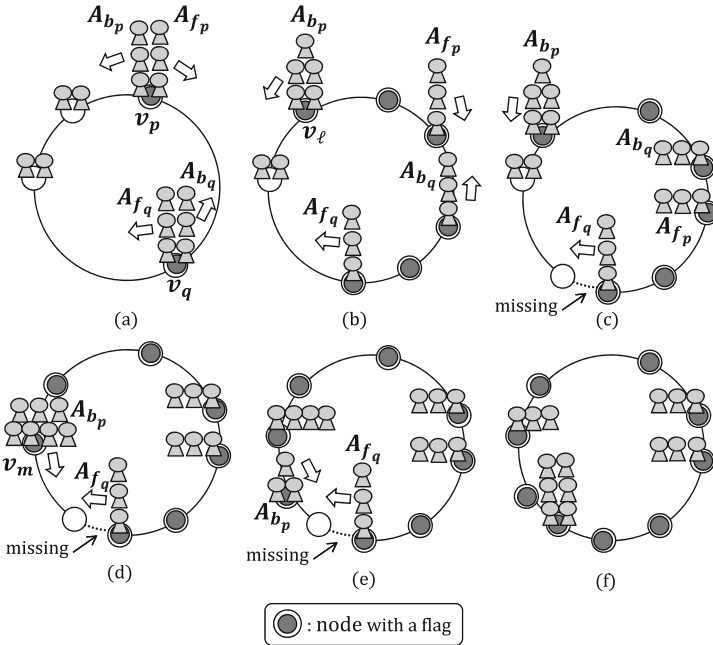 A_{b_p} A_{f_p}
v_p
A_{b_q}
A_{f_q}
v_q
(a)
A_{b_p}
A_{f_p}
v_ℓ
A_{b_q}
A_{f_q}
(b)
A_{b_p}
A_{b_q}
A_{f_q} A_{f_p}
missing
(c)
A_{b_p}
v_m A_{f_q}
missing
(d)
A_{f_q}
A_{b_p}
missing
(e)
(f)
: node with a flag